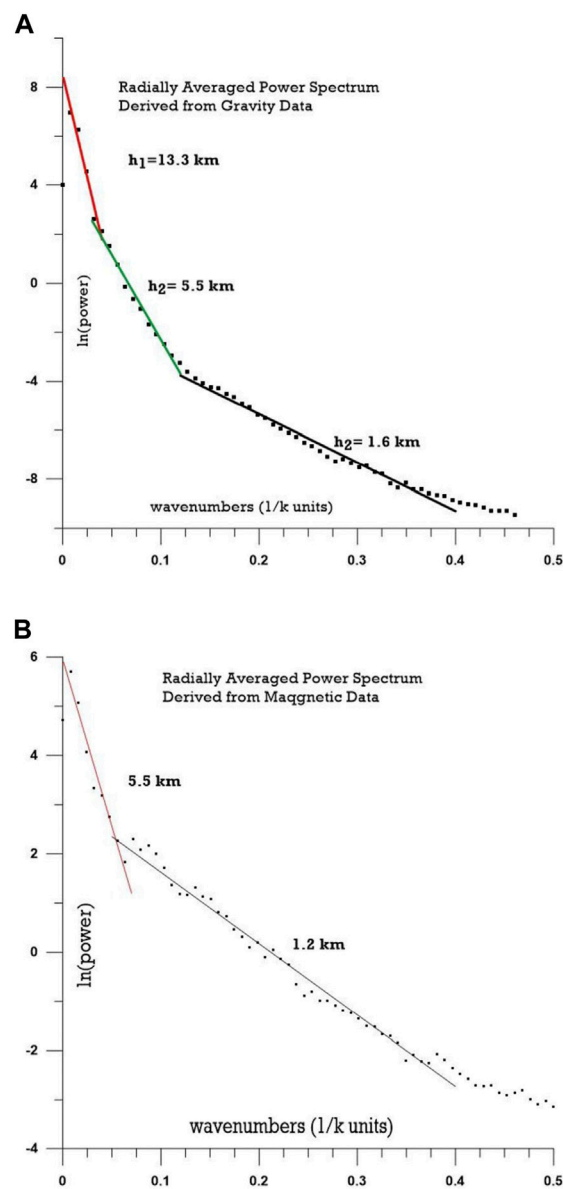 A
8
Radially Averaged Power Spectrum
Derived from Gravity Data
h1=13.3 km
4
h2= 5.5 km
0
ln(power)
-4
h2= 1.6 km
-8
wavenumbers (1/k units)
0 0.1 0.2 0.3 0.4 0.5
B
6
Radially Averaged Power Spectrum
Derived from Maqgnetic Data
4
5.5 km
2
ln(power)
1.2 km
0
-2
wavenumbers (1/k units)
-4
0 0.1 0.2 0.3 0.4 0.5